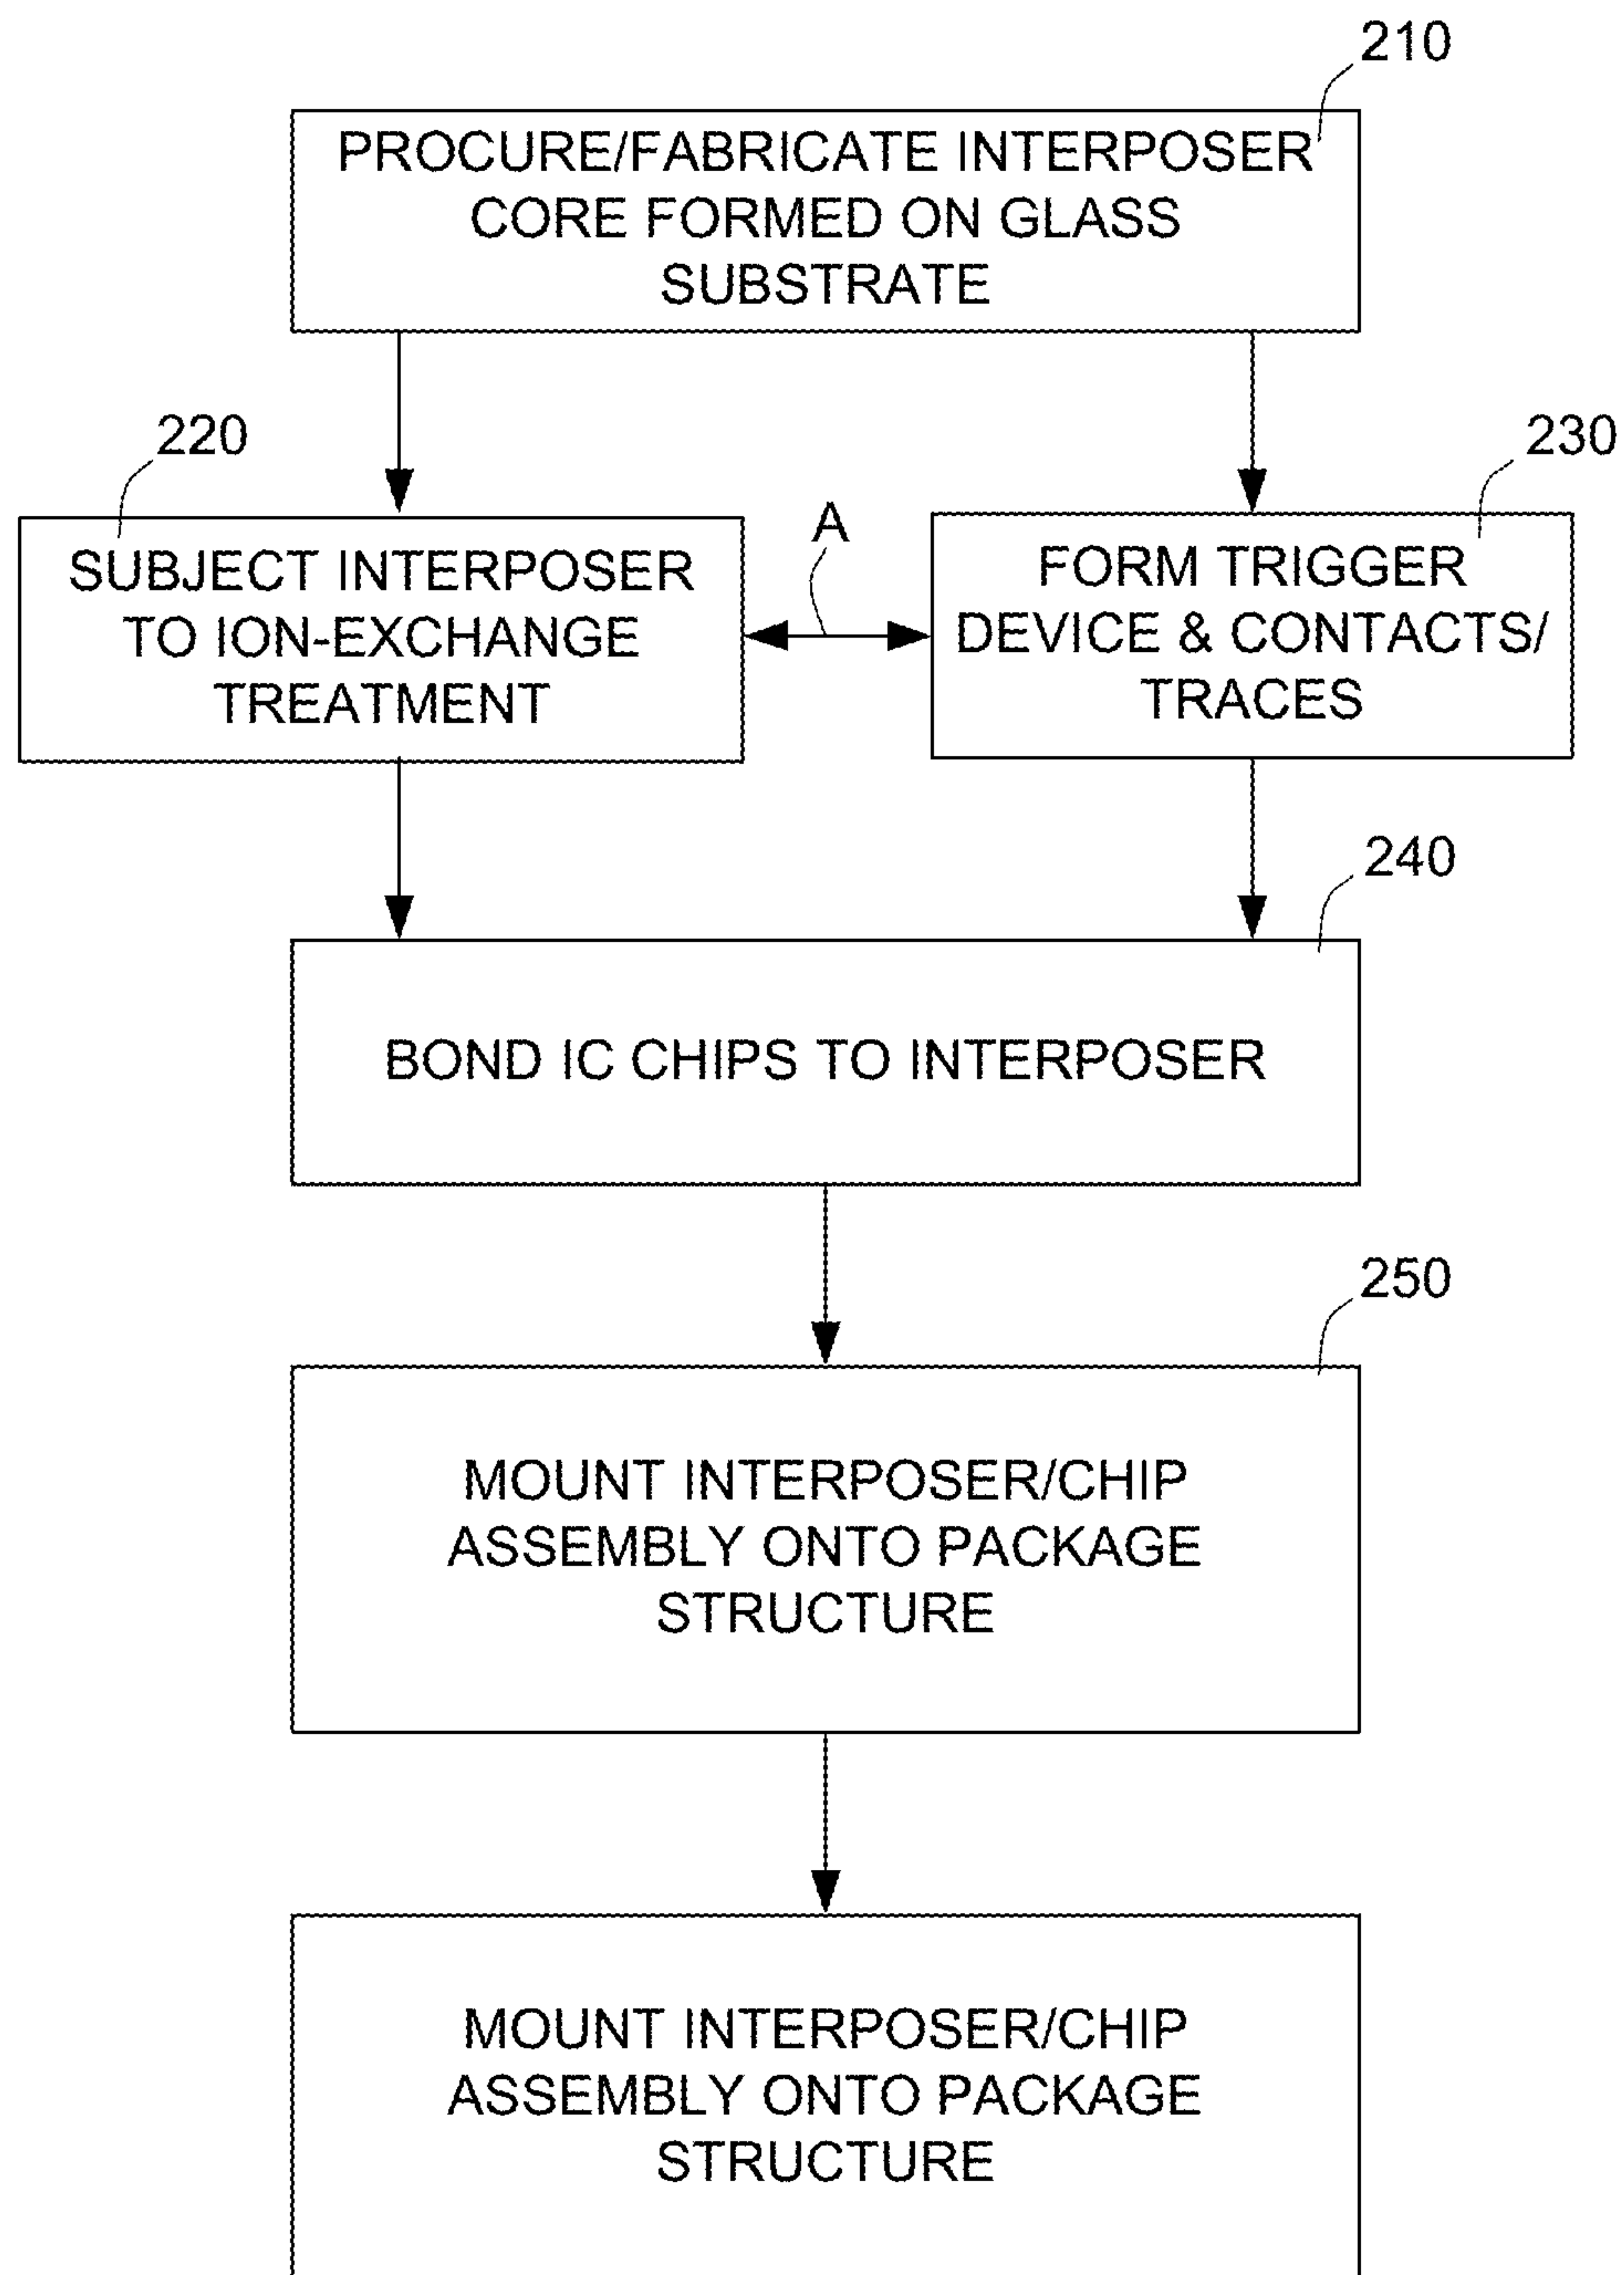 210
PROCURE/FABRICATE INTERPOSER
CORE FORMED ON GLASS
SUBSTRATE
220
SUBJECT INTERPOSER
TO ION-EXCHANGE
TREATMENT
A
230
FORM TRIGGER
DEVICE & CONTACTS/
TRACES
240
BOND IC CHIPS TO INTERPOSER
250
MOUNT INTERPOSER/CHIP
ASSEMBLY ONTO PACKAGE
STRUCTURE
MOUNT INTERPOSER/CHIP
ASSEMBLY ONTO PACKAGE
STRUCTURE